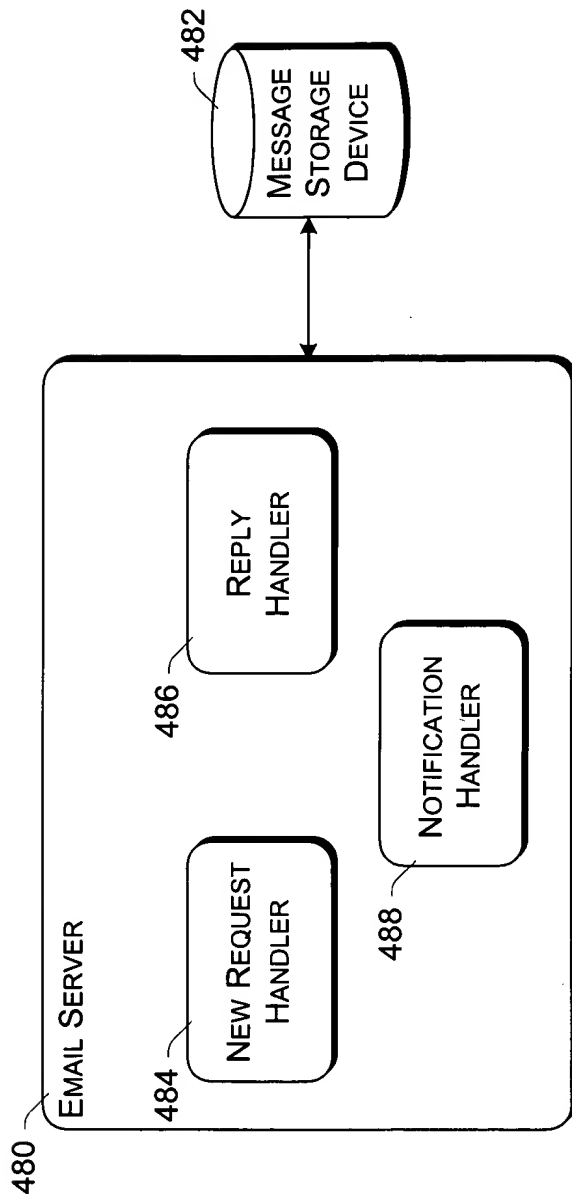 480
EMAIL SERVER
484
NEW REQUEST
HANDLER
486
REPLY
HANDLER
488
NOTIFICATION
HANDLER
482
MESSAGE
STORAGE
DEVICE